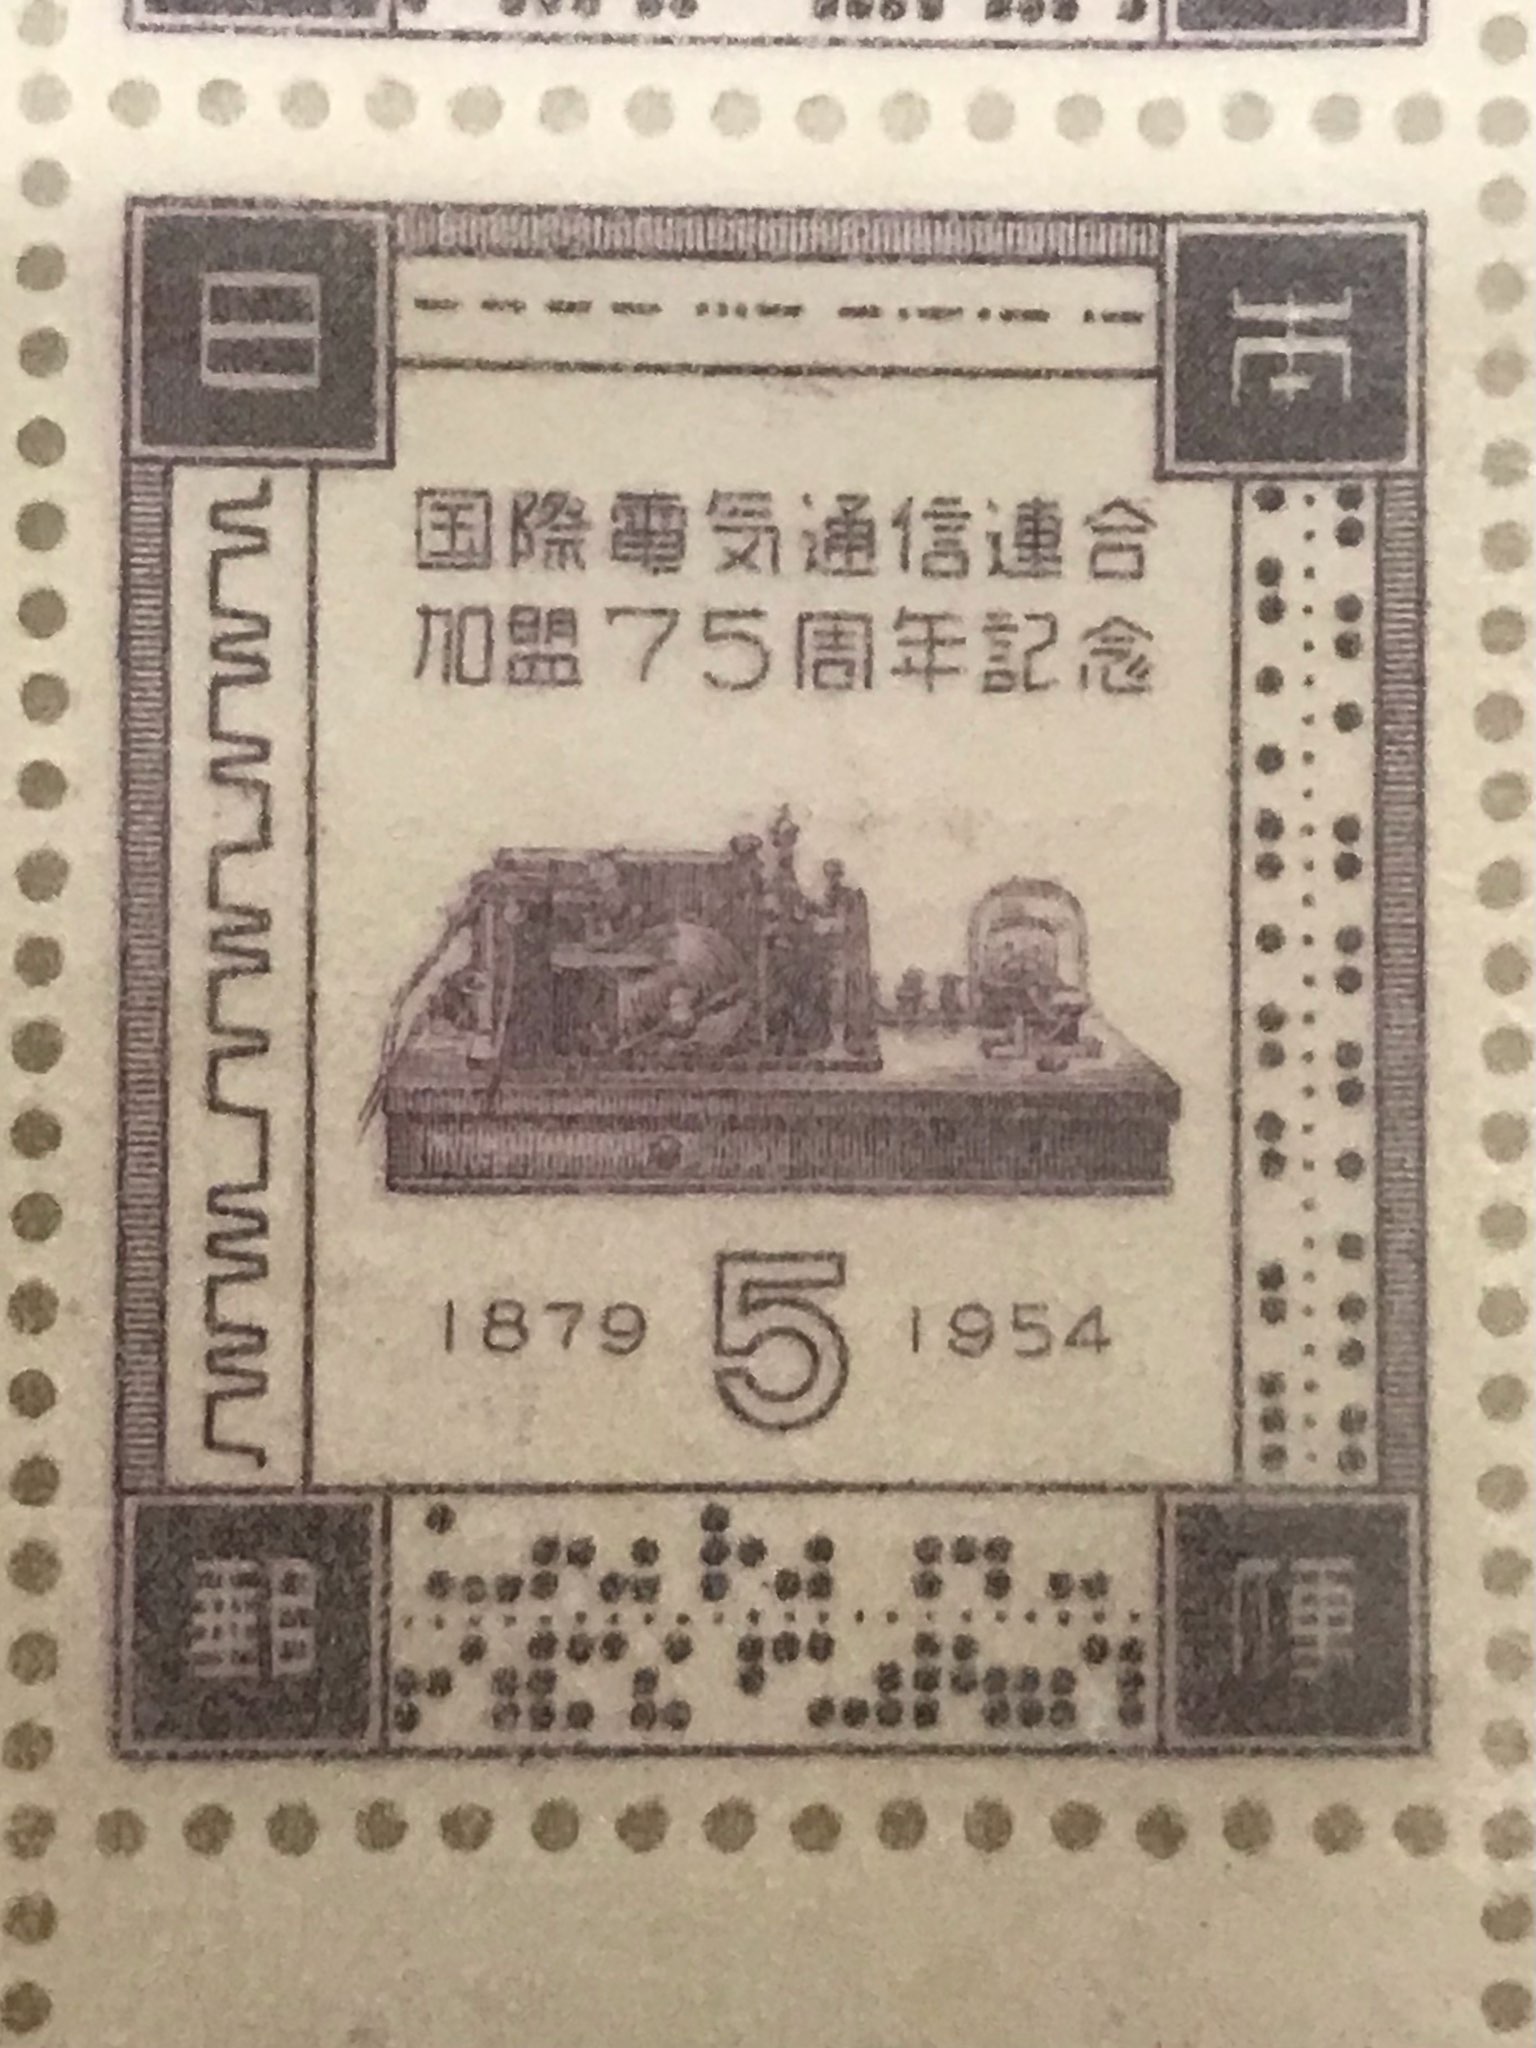 日本
国際電気通信連合
加盟75周年記念
1879 5 1954
郵便